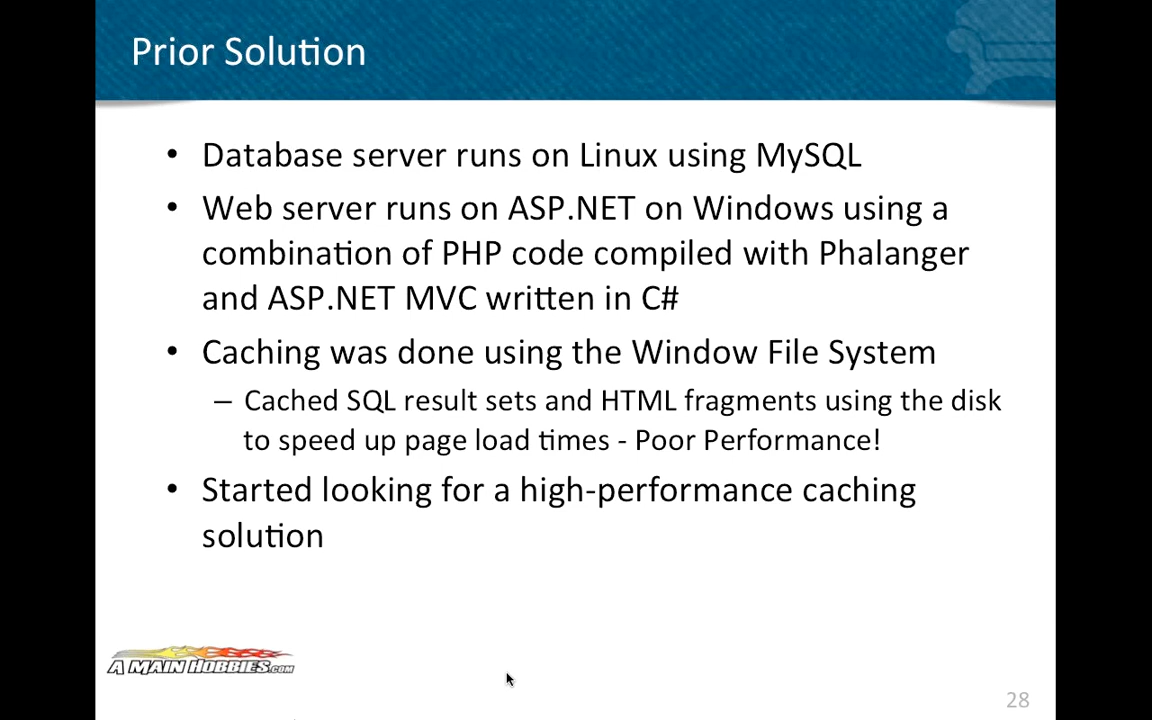 Prior Solution
• Database server runs on Linux using MySQL
• Web server runs on ASP.NET on Windows using a
combination of PHP code compiled with Phalanger
and ASP.NET MVC written in C#
• Caching was done using the Window File System
– Cached SQL result sets and HTML fragments using the disk
to speed up page load times - Poor Performance!
• Started looking for a high-performance caching
solution
A MAIN HOBBIES.COM
28